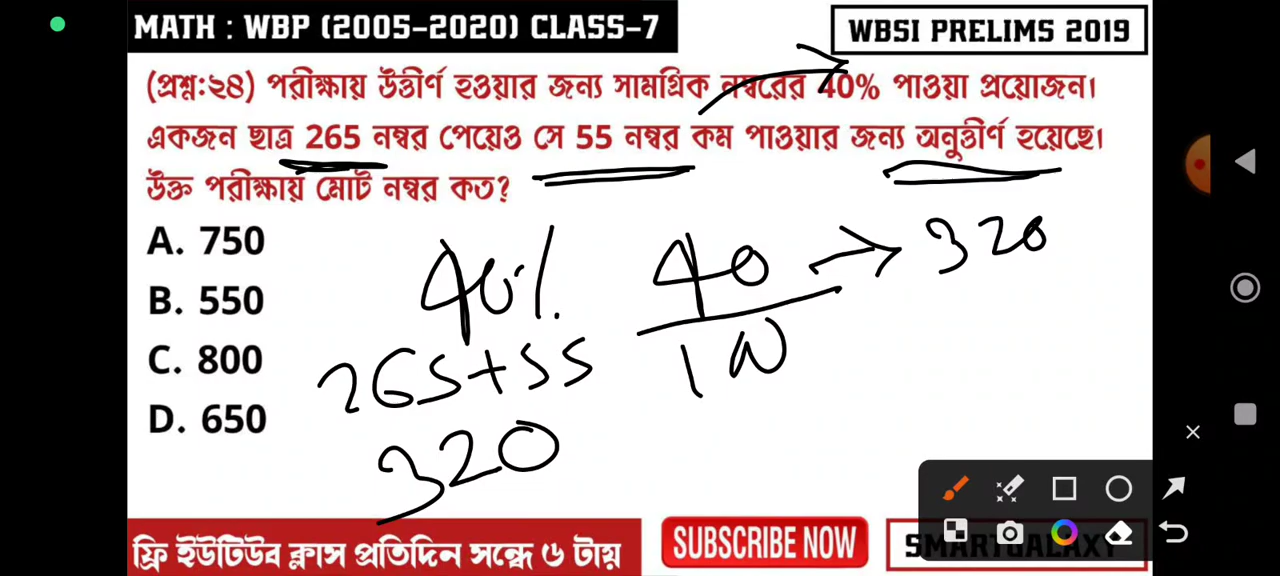 MATH : WBP (2005-2020) CLASS-7
WBSI PRELIMS 2019
(প্রশ্ন:২৪) পরীক্ষায় উত্তীর্ণ হওয়ার জন্য সামগ্রিক নম্বরের 40% পাওয়া প্রয়োজন।
একজন ছাত্র 265 নম্বর পেয়েও সে 55 নম্বর কম পাওয়ার জন্য অনুত্তীর্ণ হয়েছে।
উক্ত পরীক্ষায় মোট নম্বর কত?
A. 750
B. 550
C. 800
D. 650
40%
265+55
320
40 → 320
100
ফ্রি ইউটিউব ক্লাস প্রতিদিন সন্ধে ৬ টায়
SUBSCRIBE NOW
SMARTGALAXY